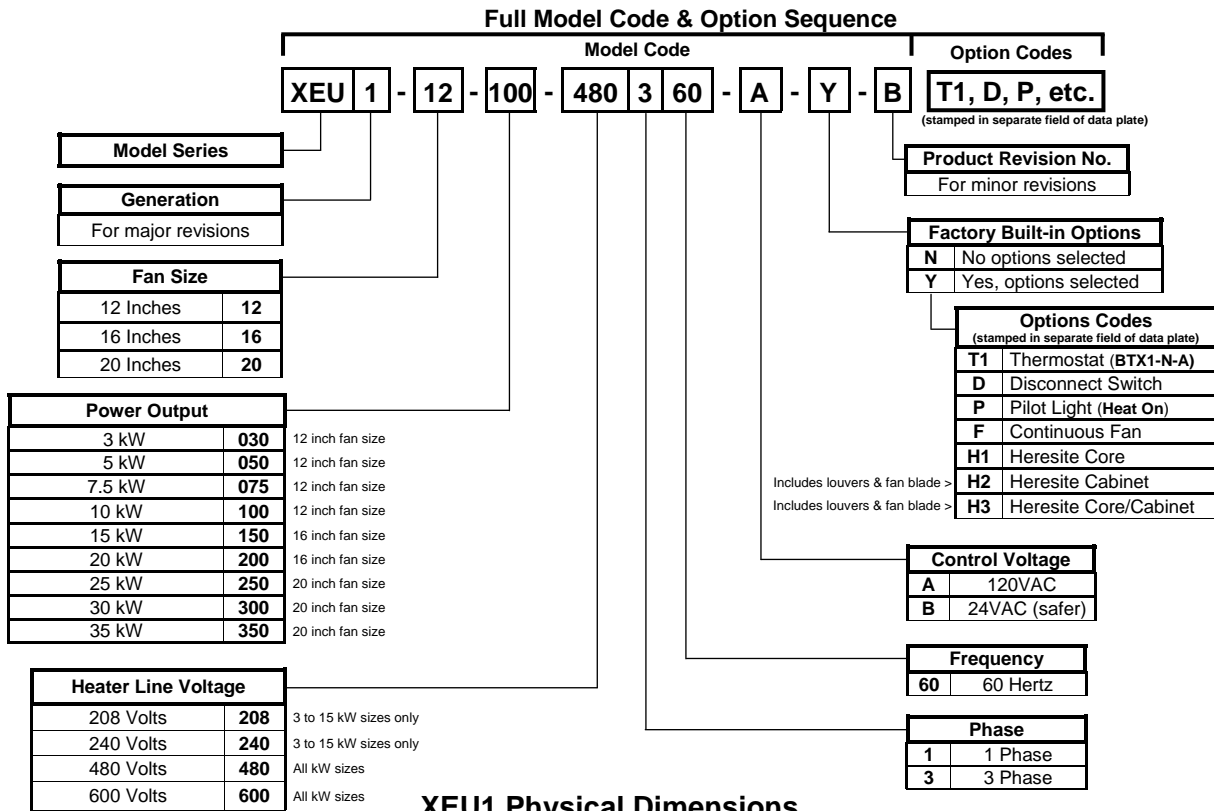 Full Model Code & Option Sequence
Model Code
Option Codes
XEU 1 - 12 - 100 - 480 3 60 - A - Y - B T1, D, P, etc.
(stamped in separate field of data plate)
Model Series
Generation
For major revisions
Fan Size
12 Inches 12
16 Inches 16
20 Inches 20
Power Output
3 kW 030 12 inch fan size
5 kW 050 12 inch fan size
7.5 kW 075 12 inch fan size
10 kW 100 12 inch fan size
15 kW 150 16 inch fan size
20 kW 200 16 inch fan size
25 kW 250 20 inch fan size
30 kW 300 20 inch fan size
35 kW 350 20 inch fan size
Heater Line Voltage
208 Volts 208 3 to 15 kW sizes only
240 Volts 240 3 to 15 kW sizes only
480 Volts 480 All kW sizes
600 Volts 600 All kW sizes
Product Revision No.
For minor revisions
Factory Built-in Options
N No options selected
Y Yes, options selected
Options Codes
(stamped in separate field of data plate)
T1 Thermostat (BTX1-N-A)
D Disconnect Switch
P Pilot Light (Heat On)
F Continuous Fan
H1 Heresite Core
Includes louvers & fan blade > H2 Heresite Cabinet
Includes louvers & fan blade > H3 Heresite Core/Cabinet
Control Voltage
A 120VAC
B 24VAC (safer)
Frequency
60 60 Hertz
Phase
1 1 Phase
3 3 Phase
XEU1 Physical Dimensions